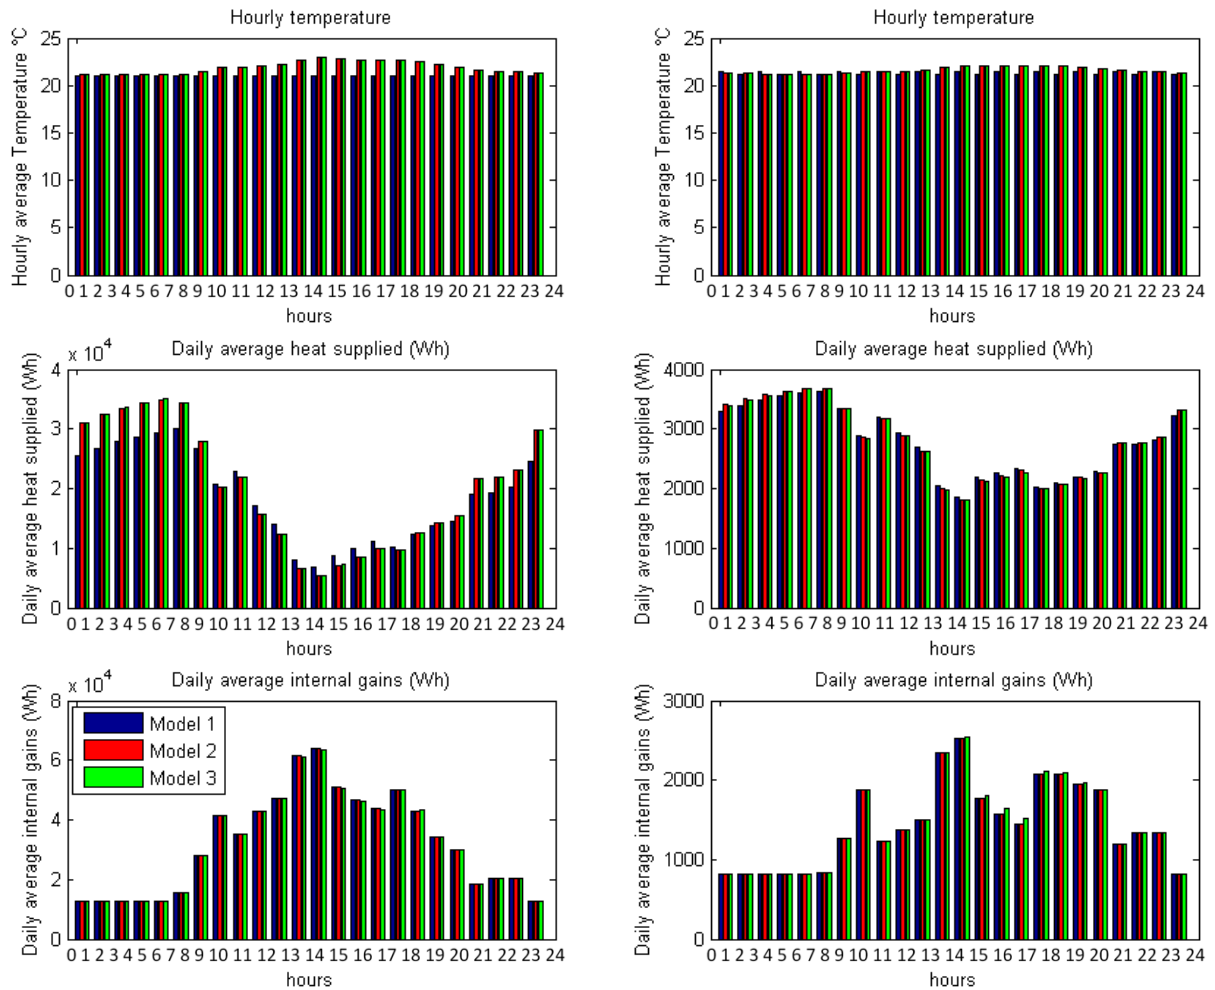 Hourly temperature
Hourly average Temperature °C
25
20
15
10
5
0
0 1 2 3 4 5 6 7 8 9 10 11 12 13 14 15 16 17 18 19 20 21 22 23 24
hours
Hourly temperature
Hourly average Temperature °C
25
20
15
10
5
0
0 1 2 3 4 5 6 7 8 9 10 11 12 13 14 15 16 17 18 19 20 21 22 23 24
hours
Daily average heat supplied (Wh)
x 10^4
Daily average heat supplied (Wh)
4
3
2
1
0
0 1 2 3 4 5 6 7 8 9 10 11 12 13 14 15 16 17 18 19 20 21 22 23 24
hours
Daily average heat supplied (Wh)
Daily average heat supplied (Wh)
4000
3000
2000
1000
0
0 1 2 3 4 5 6 7 8 9 10 11 12 13 14 15 16 17 18 19 20 21 22 23 24
hours
Daily average internal gains (Wh)
x 10^4
Daily average internal gains (Wh)
8
6
4
2
0
Model 1
Model 2
Model 3
0 1 2 3 4 5 6 7 8 9 10 11 12 13 14 15 16 17 18 19 20 21 22 23 24
hours
Daily average internal gains (Wh)
Daily average internal gains (Wh)
3000
2000
1000
0
0 1 2 3 4 5 6 7 8 9 10 11 12 13 14 15 16 17 18 19 20 21 22 23 24
hours